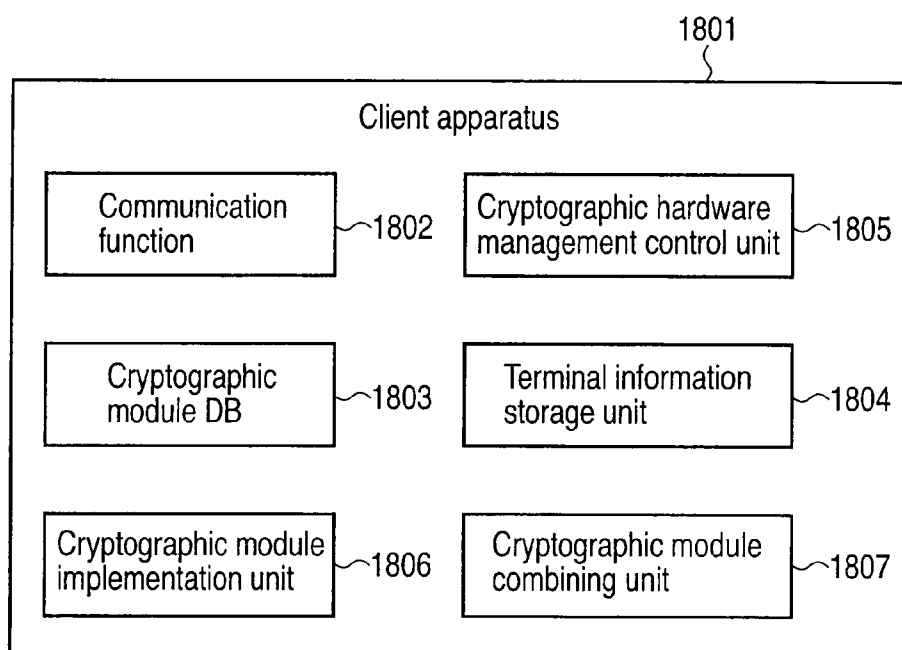 1801
Client apparatus
Communication
function
1802
Cryptographic hardware
management control unit
1805
Cryptographic
module DB
1803
Terminal information
storage unit
1804
Cryptographic module
implementation unit
1806
Cryptographic module
combining unit
1807